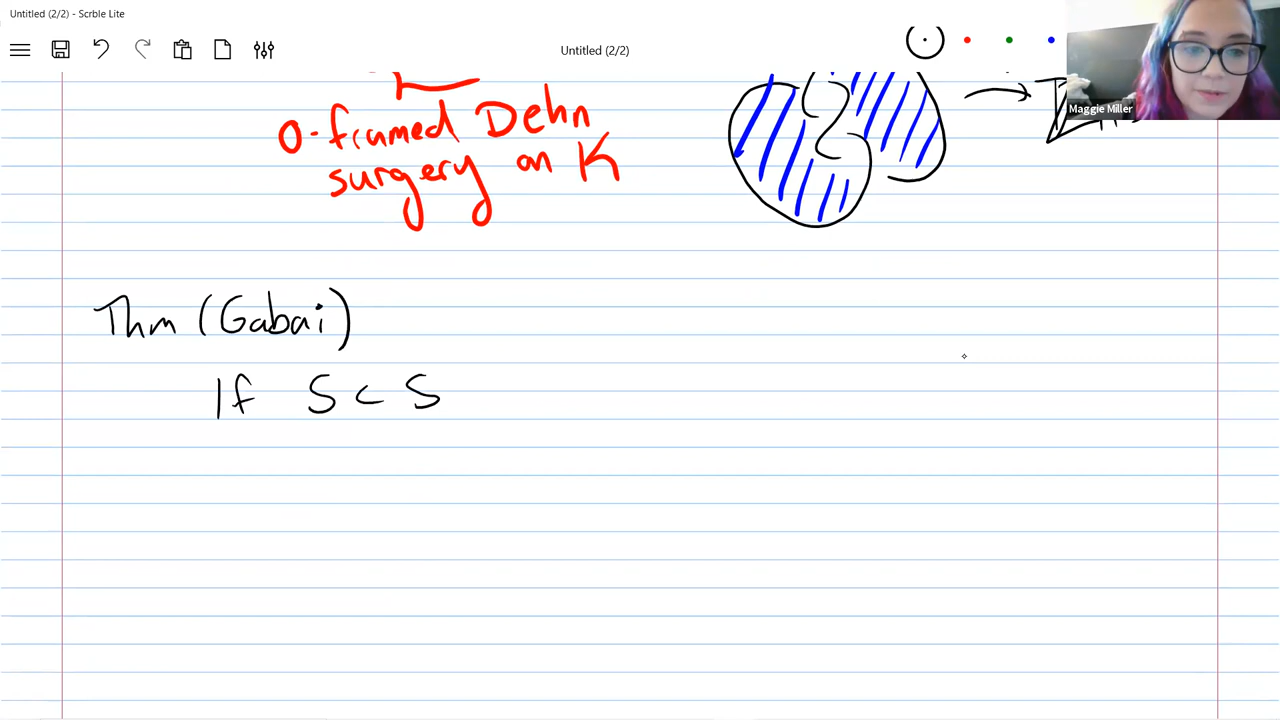 Untitled (2/2) - Scrble Lite
Untitled (2/2)
Maggie Miller
0-framed Dehn
surgery on K
Thm (Gabai)
If S ⊂ S